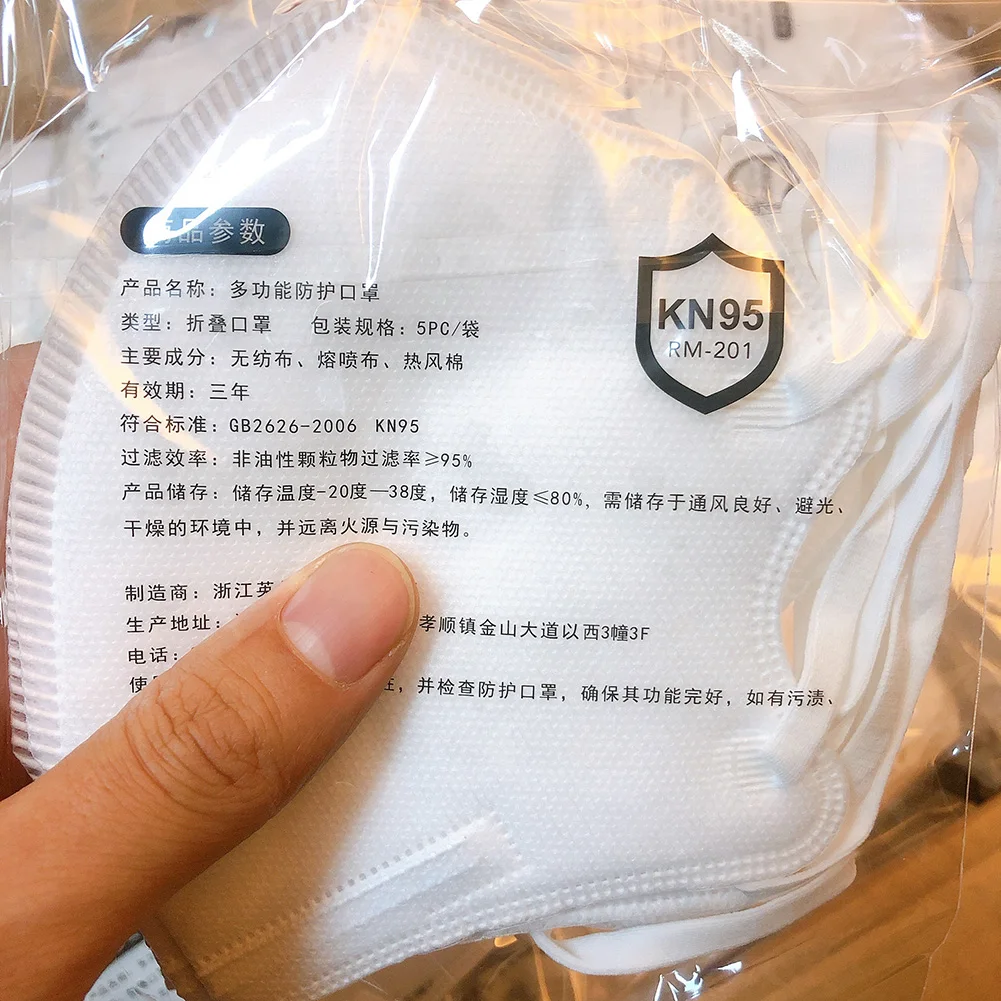 商品参数
产品名称：多功能防护口罩
类型：折叠口罩 包装规格：5PC/袋
主要成分：无纺布、熔喷布、热风棉
有效期：三年
符合标准：GB2626-2006 KN95
过滤效率：非油性颗粒物过滤率≥95%
产品储存：储存温度-20度—38度，储存湿度≤80%，需储存于通风良好、避光、
干燥的环境中，并远离火源与污染物。
制造商：浙江英
生产地址： 孝顺镇金山大道以西3幢3F
电话：
使 ，并检查防护口罩，确保其功能完好，如有污渍、
KN95
RM-201